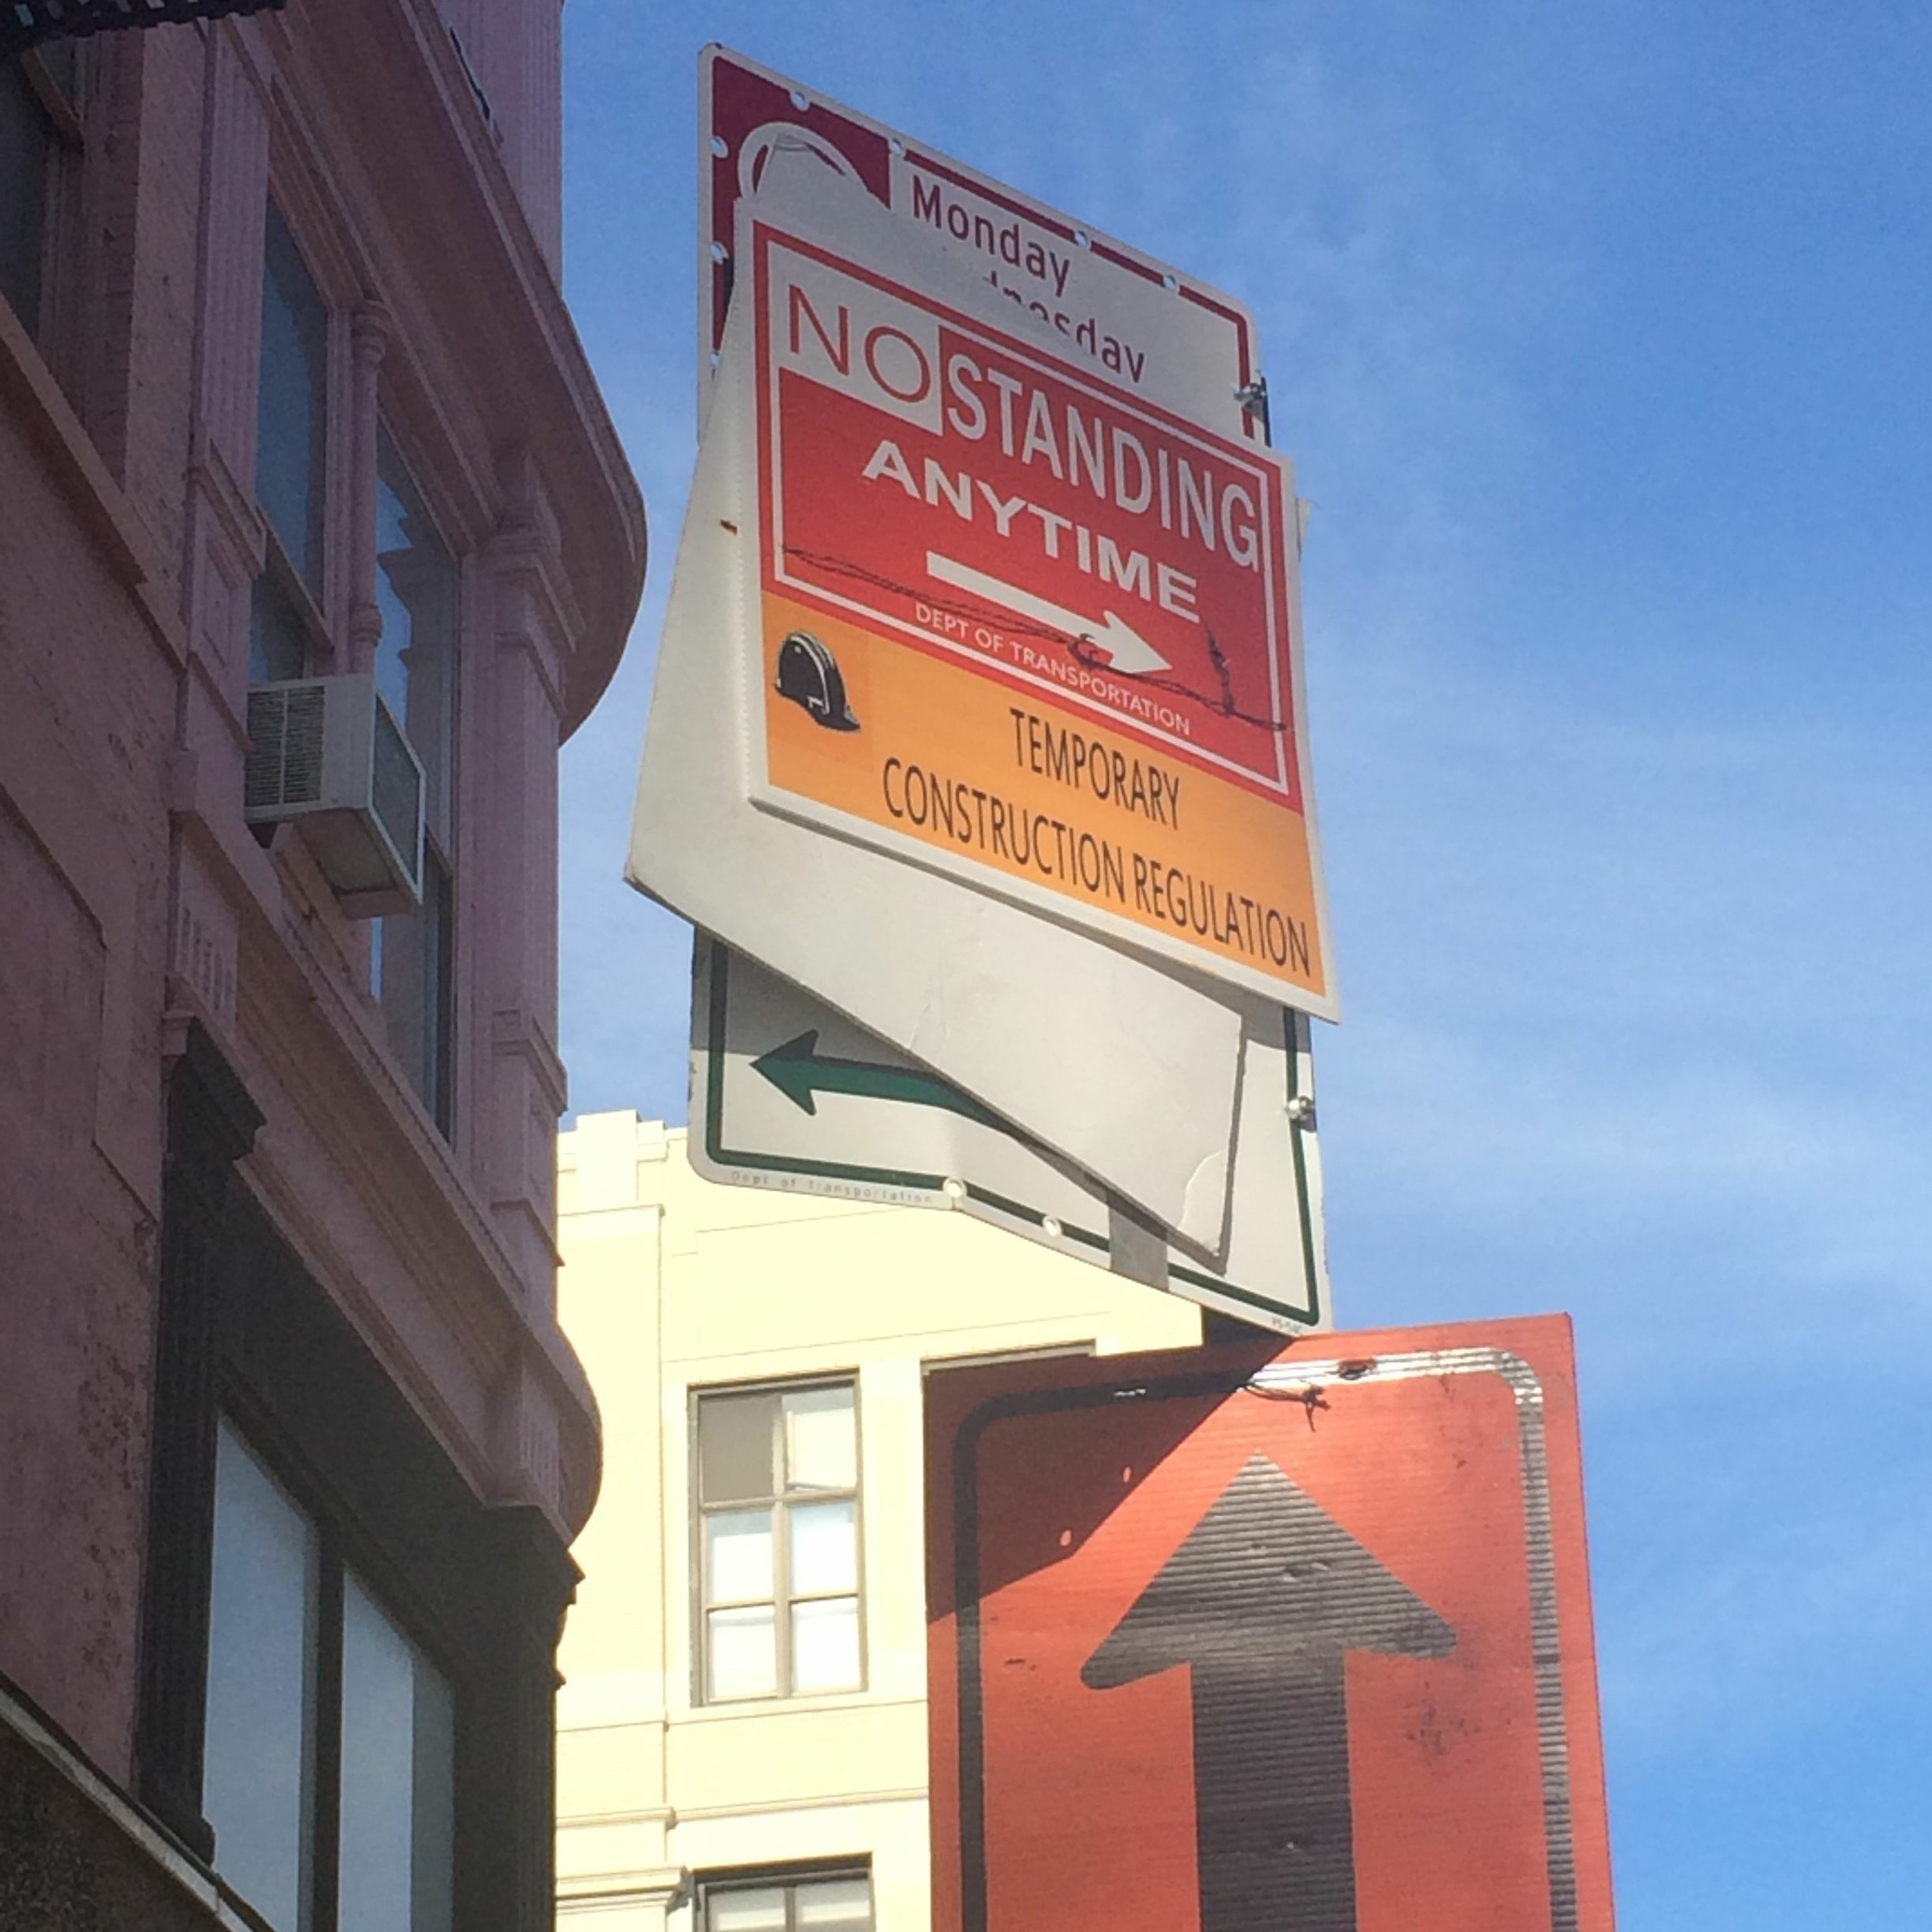 Monday
NO STANDING
ANYTIME
DEPT OF TRANSPORTATION
TEMPORARY
CONSTRUCTION REGULATION
Dept of Transportation